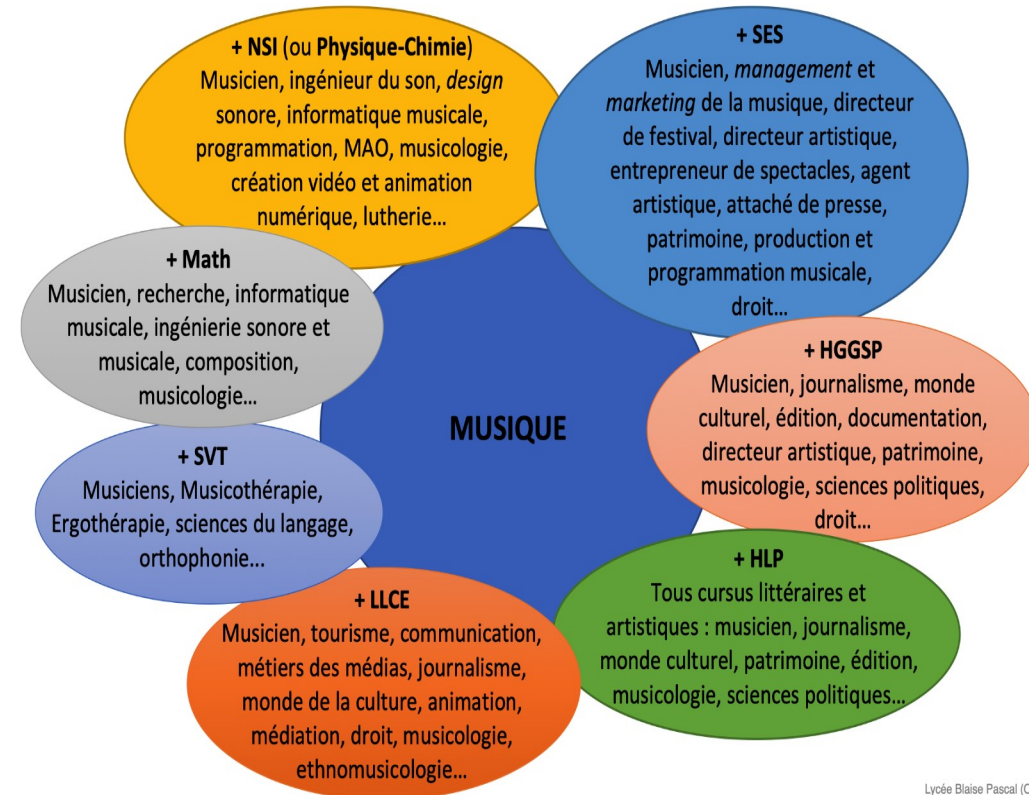 + NSI (ou Physique-Chimie)
Musicien, ingénieur du son, design
sonore, informatique musicale,
programmation, MAO, musicologie,
création vidéo et animation
numérique, lutherie...
+ SES
Musicien, management et
marketing de la musique, directeur
de festival, directeur artistique,
entrepreneur de spectacles, agent
artistique, attaché de presse,
patrimoine, production et
programmation musicale,
droit...
+ Math
Musicien, recherche, informatique
musicale, ingénierie sonore et
musicale, composition,
musicologie...
MUSIQUE
+ HGGSP
Musicien, journalisme, monde
culturel, édition, documentation,
directeur artistique, patrimoine,
musicologie, sciences politiques,
droit...
+ SVT
Musiciens, Musicothérapie,
Ergothérapie, sciences du langage,
orthophonie...
+ HLP
Tous cursus littéraires et
artistiques : musicien, journalisme,
monde culturel, patrimoine, édition,
musicologie, sciences politiques...
+ LLCE
Musicien, tourisme, communication,
métiers des médias, journalisme,
monde de la culture, animation,
médiation, droit, musicologie,
ethnomusicologie...
Lycée Blaise Pascal